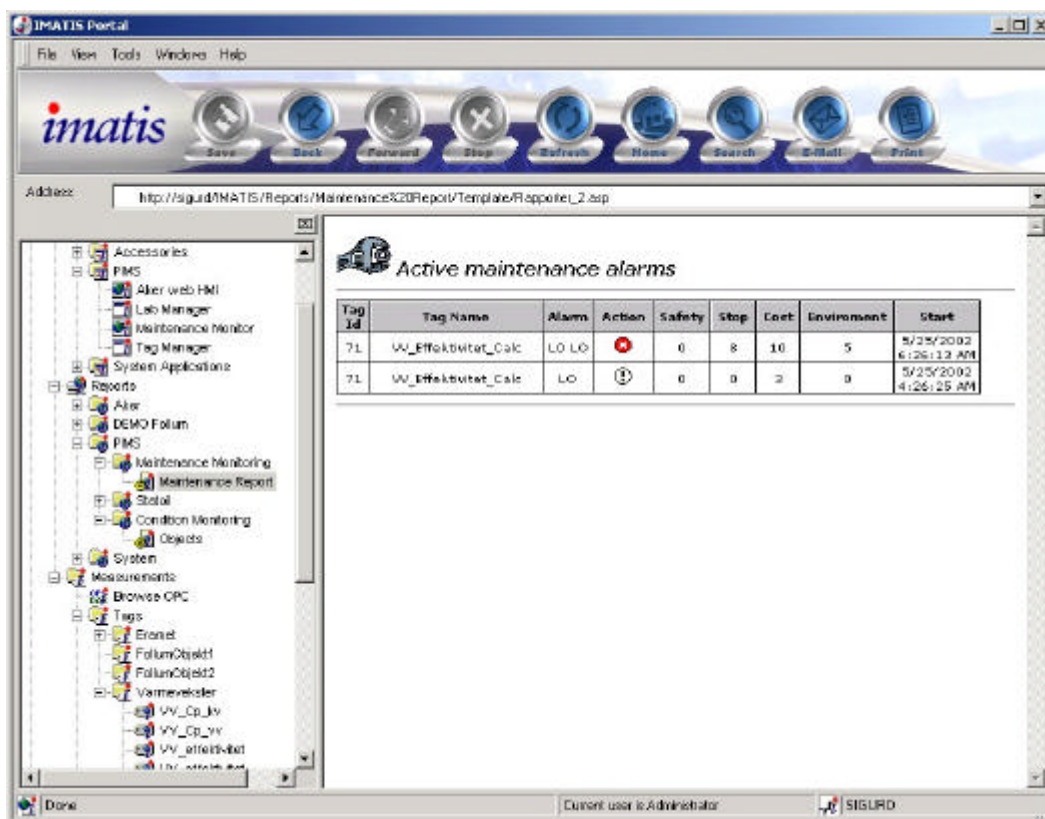 IMATIS Portal
File View Tools Windows Help
imatis
Save Back Forward Stop Refresh Home Search E-Mail Print
Address http://sigurd/IMATIS/Reports/Maintenance%20Report/Template/Rapporter_2.asp
Accessories
PIMS
Aker web HMI
Lab Manager
Maintenance Monitor
Tag Manager
System Applications
Reports
Aker
DEMO Follum
PIMS
Maintenance Monitoring
Maintenance Report
Statoil
Condition Monitoring
Objects
System
Measurements
Browse OPC
Tags
Eramet
FollumObjekt1
FollumObjekt2
Varmeveksler
VV_Cp_kv
VV_Cp_vv
VV_effektivitet
Active maintenance alarms
Tag Id Tag Name Alarm Action Safety Stop Cost Enviroment Start
71 VV_Effektivitet_Calc LO LO 0 8 10 5 5/25/2002 6:26:13 AM
71 VV_Effektivitet_Calc LO 0 0 2 0 5/25/2002 4:26:25 AM
Done Current user is Administrator SIGURD